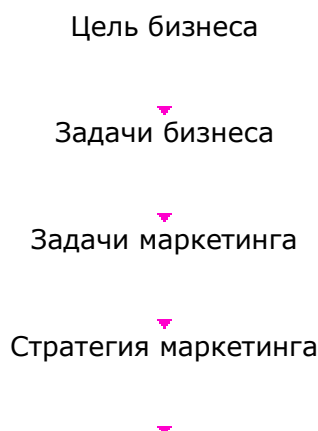 Цель бизнеса
Задачи бизнеса
Задачи маркетинга
Стратегия маркетинга